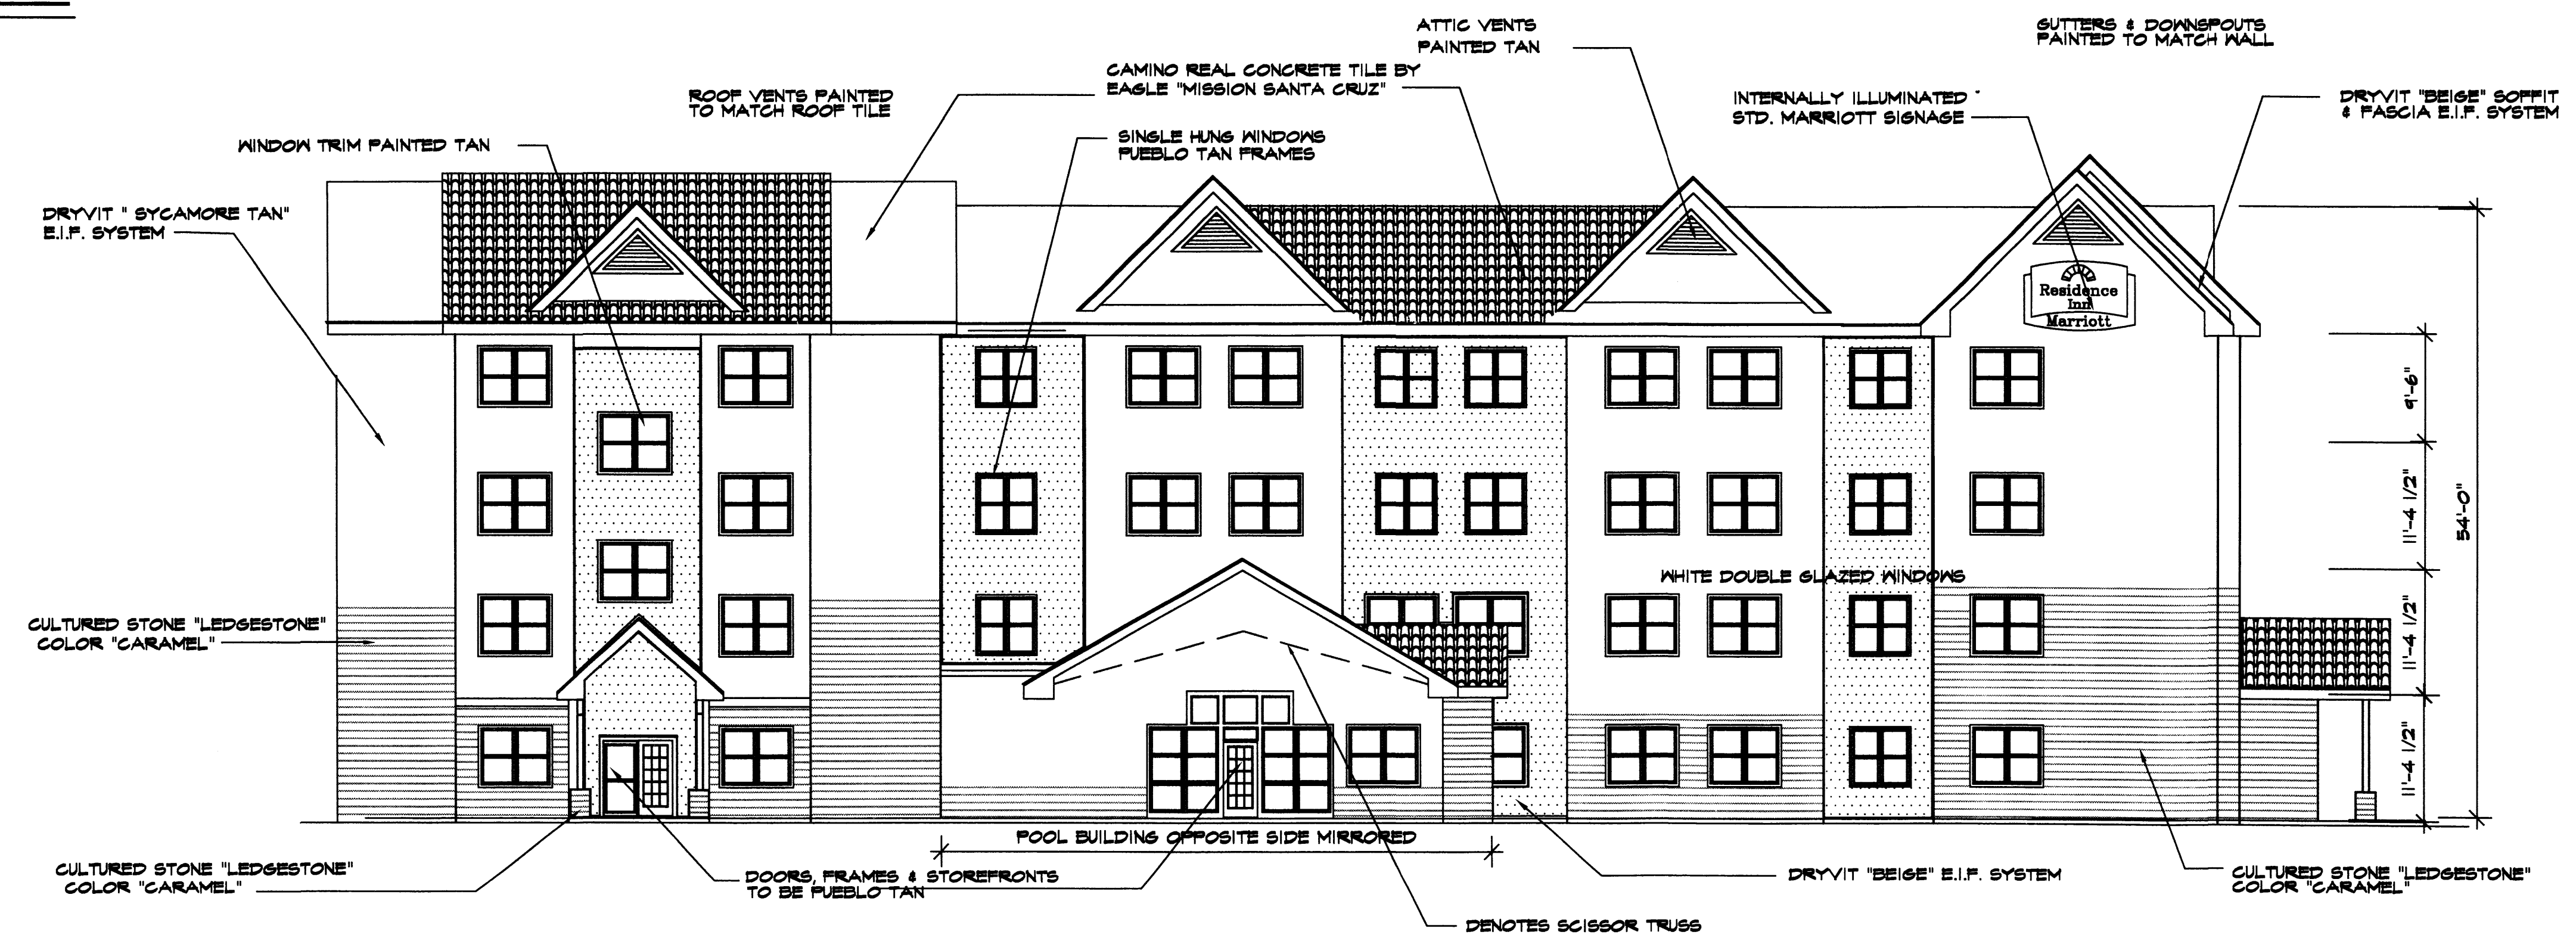 ATTIC VENTS
PAINTED TAN
GUTTERS & DOWNSPOUTS
PAINTED TO MATCH WALL
CAMINO REAL CONCRETE TILE BY
EAGLE "MISSION SANTA CRUZ"
ROOF VENTS PAINTED
TO MATCH ROOF TILE
INTERNALLY ILLUMINATED
STD. MARRIOTT SIGNAGE
DRYVIT "BEIGE" SOFFIT
& FASCIA E.I.F. SYSTEM
WINDOW TRIM PAINTED TAN
SINGLE HUNG WINDOWS
PUEBLO TAN FRAMES
DRYVIT " SYCAMORE TAN"
E.I.F. SYSTEM
Residence
Inn
Marriott
9'-6"
11'-4 1/2"
54'-0"
WHITE DOUBLE GLAZED WINDOWS
11'-4 1/2"
CULTURED STONE "LEDGESTONE"
COLOR "CARAMEL"
11'-4 1/2"
POOL BUILDING OPPOSITE SIDE MIRRORED
CULTURED STONE "LEDGESTONE"
COLOR "CARAMEL"
DOORS, FRAMES & STOREFRONTS
TO BE PUEBLO TAN
DRYVIT "BEIGE" E.I.F. SYSTEM
CULTURED STONE "LEDGESTONE"
COLOR "CARAMEL"
DENOTES SCISSOR TRUSS